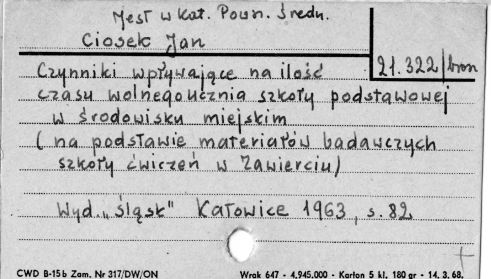 Jest w Kat. Pow. Średn.
Ciosek Jan
21.322/bron
Czynniki wpływające na ilość
czasu wolnego ucznia szkoły podstawowej
w środowisku miejskim
(na podstawie materiałów badawczych
szkoły ćwiczeń w Zawierciu)
Wyd. „Śląsk" Katowice 1963, s. 82
CWD B-15b Zam. Nr 317/DW/ON Wrak 647 - 4,945.000 - Karton 5 kl. 180 gr - 14. 3. 68.